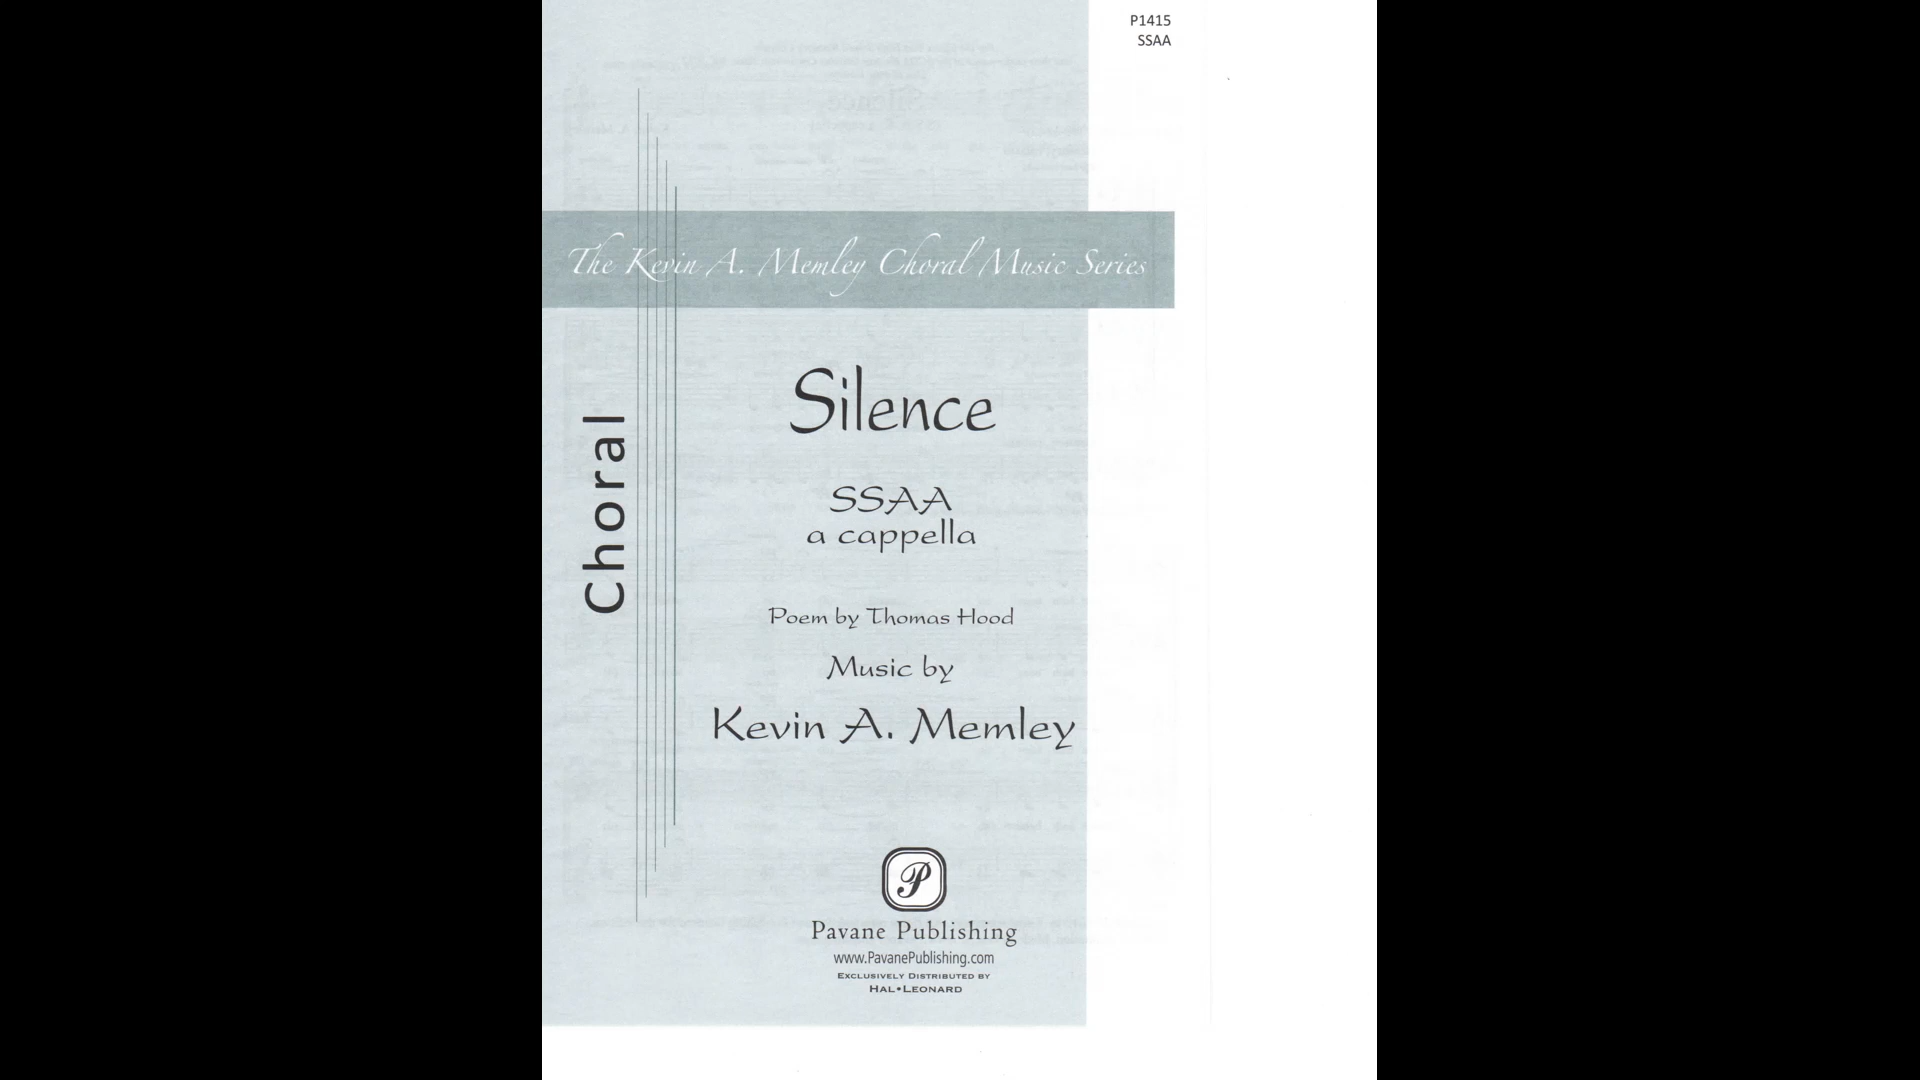 P1415
SSAA
The Kevin A. Memley Choral Music Series
Silence
SSAA
a cappella
Choral
Poem by Thomas Hood
Music by
Kevin A. Memley
P
Pavane Publishing
www.PavanePublishing.com
Exclusively Distributed by
Hal•Leonard